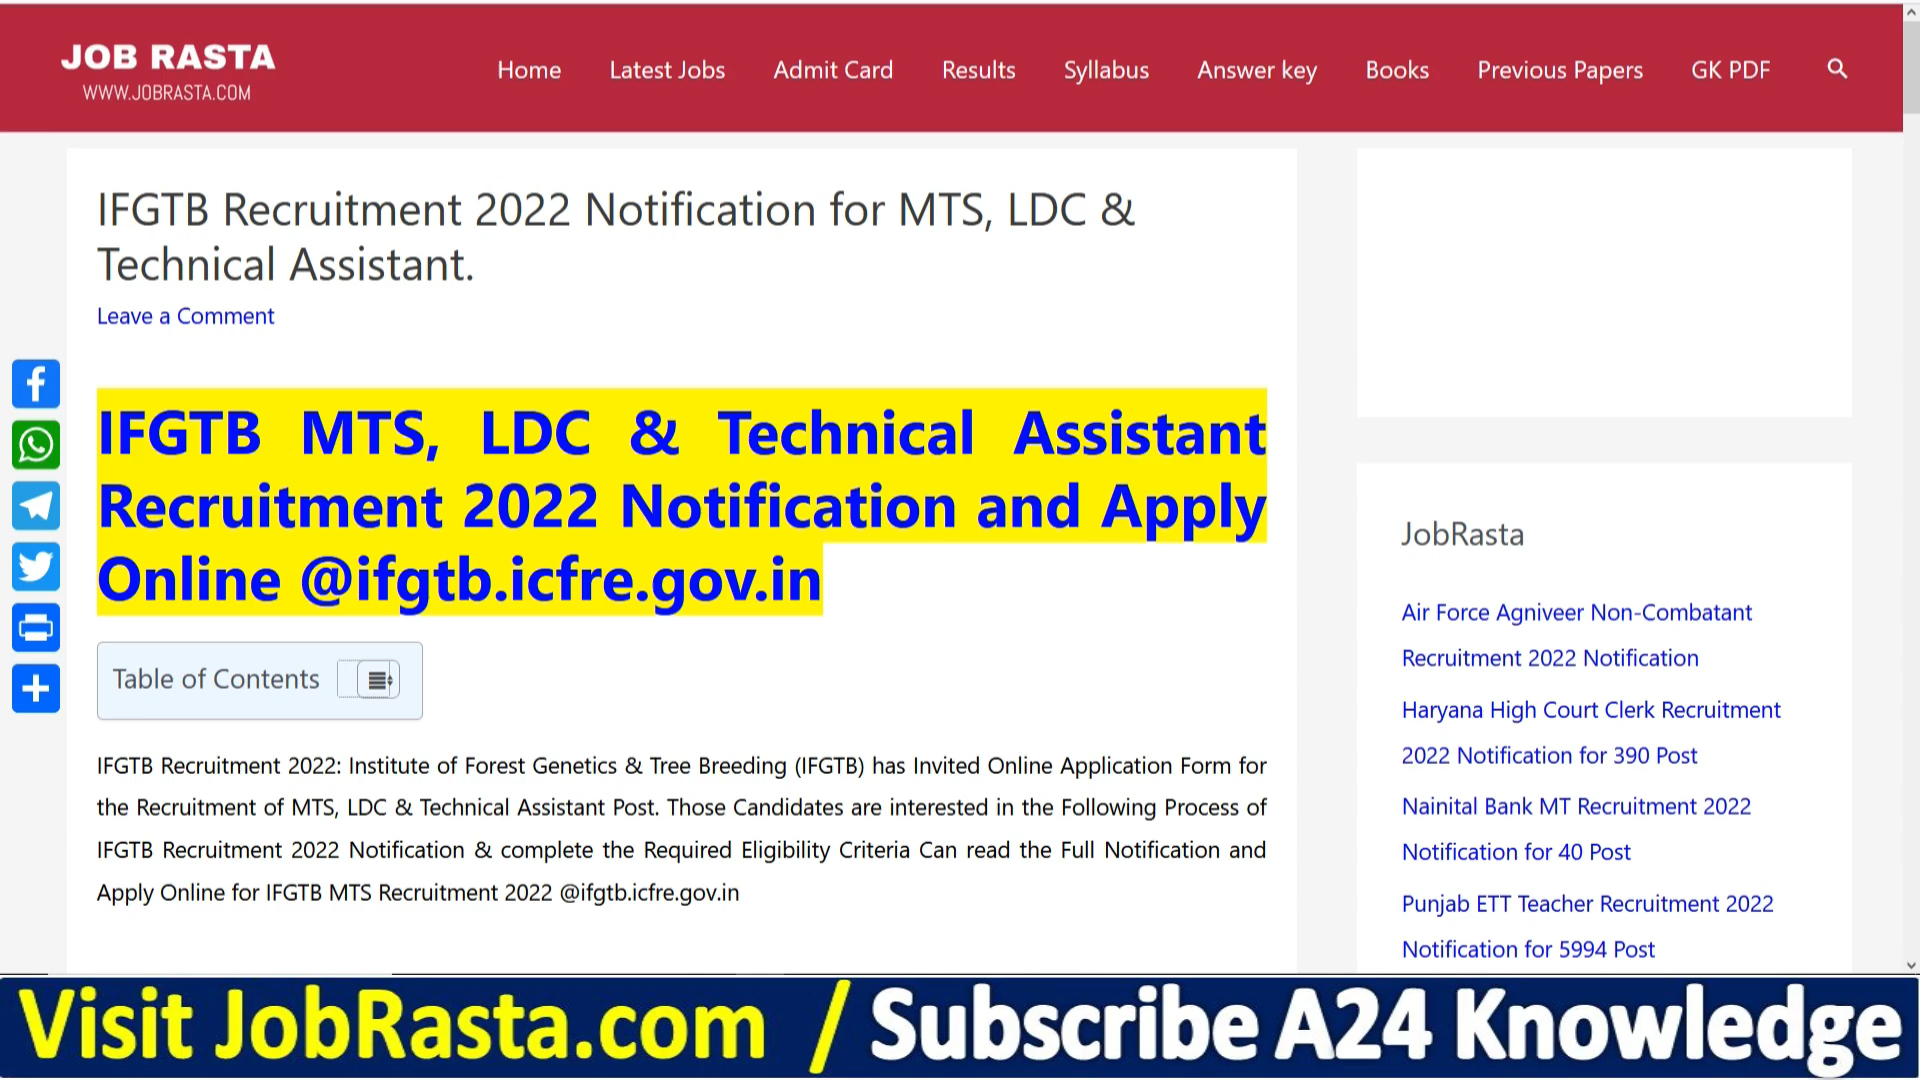 JOB RASTA
WWW.JOBRASTA.COM
Home Latest Jobs Admit Card Results Syllabus Answer key Books Previous Papers GK PDF
IFGTB Recruitment 2022 Notification for MTS, LDC &
Technical Assistant.
Leave a Comment
IFGTB MTS, LDC & Technical Assistant
Recruitment 2022 Notification and Apply
Online @ifgtb.icfre.gov.in
Table of Contents
IFGTB Recruitment 2022: Institute of Forest Genetics & Tree Breeding (IFGTB) has Invited Online Application Form for
the Recruitment of MTS, LDC & Technical Assistant Post. Those Candidates are interested in the Following Process of
IFGTB Recruitment 2022 Notification & complete the Required Eligibility Criteria Can read the Full Notification and
Apply Online for IFGTB MTS Recruitment 2022 @ifgtb.icfre.gov.in
JobRasta
Air Force Agniveer Non-Combatant
Recruitment 2022 Notification
Haryana High Court Clerk Recruitment
2022 Notification for 390 Post
Nainital Bank MT Recruitment 2022
Notification for 40 Post
Punjab ETT Teacher Recruitment 2022
Notification for 5994 Post
Visit JobRasta.com / Subscribe A24 Knowledge